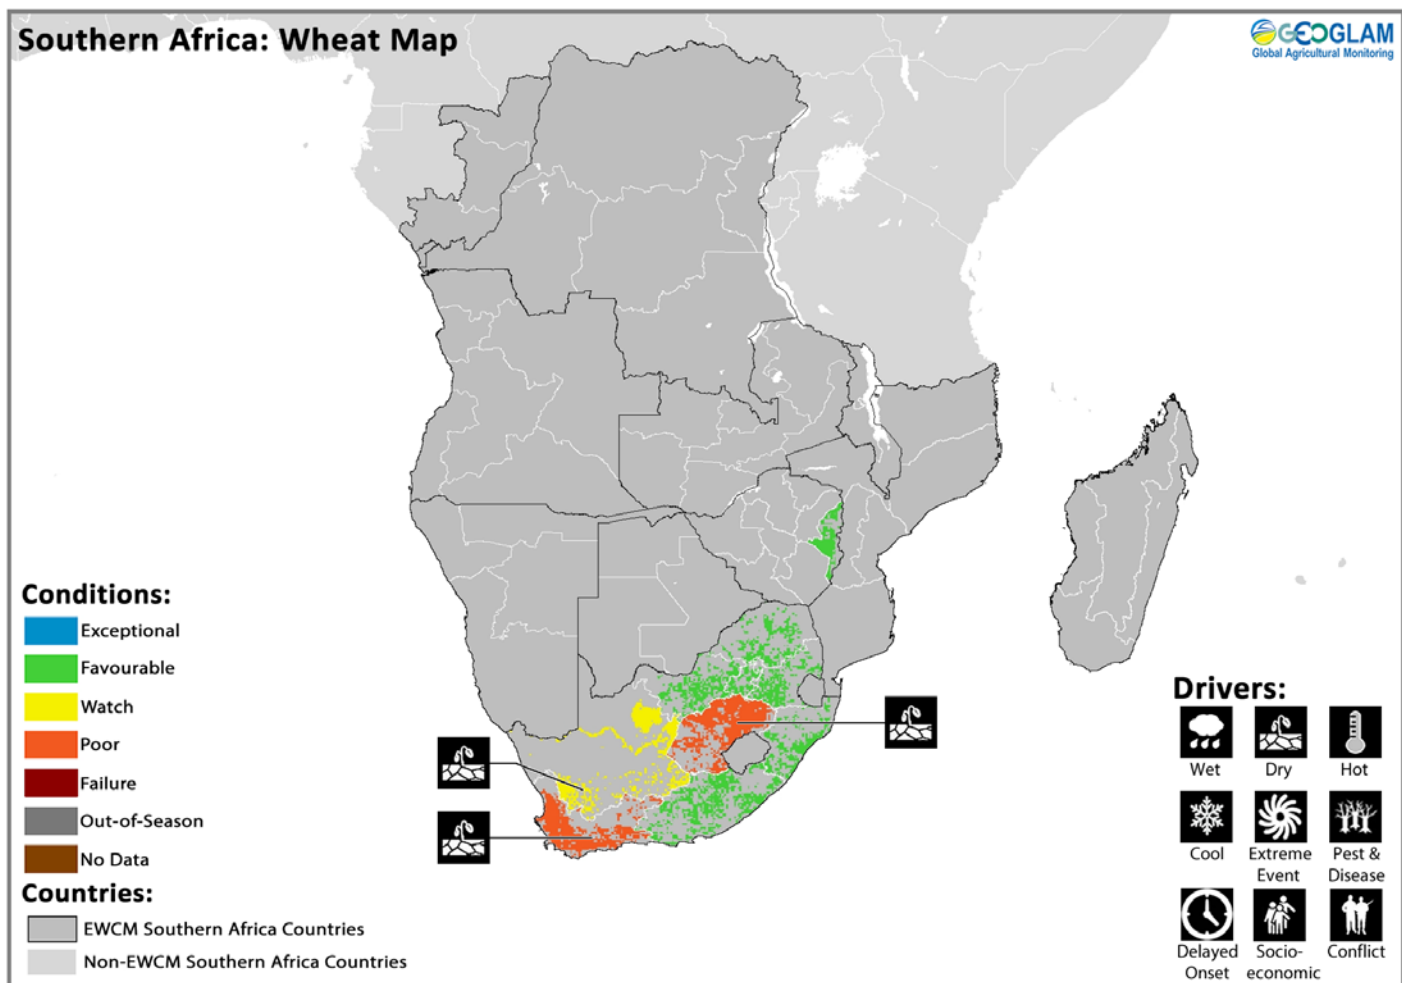 Southern Africa: Wheat Map
GEOGLAM
Global Agricultural Monitoring
Conditions:
Exceptional
Favourable
Watch
Poor
Failure
Out-of-Season
No Data
Countries:
EWCM Southern Africa Countries
Non-EWCM Southern Africa Countries
Drivers:
Wet
Dry
Hot
Cool
Extreme
Event
Pest &
Disease
Delayed
Onset
Socio-
economic
Conflict